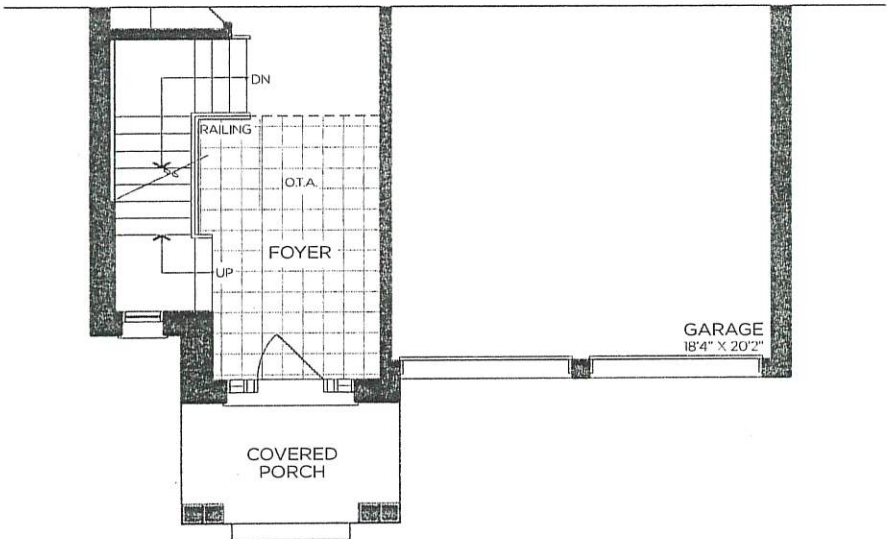 DN
RAILING
O.T.A.
FOYER
UP
GARAGE
18'4" X 20'2"
COVERED
PORCH